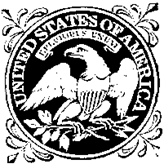 UNITED STATES OF AMERICA
E PLURIBUS UNUM